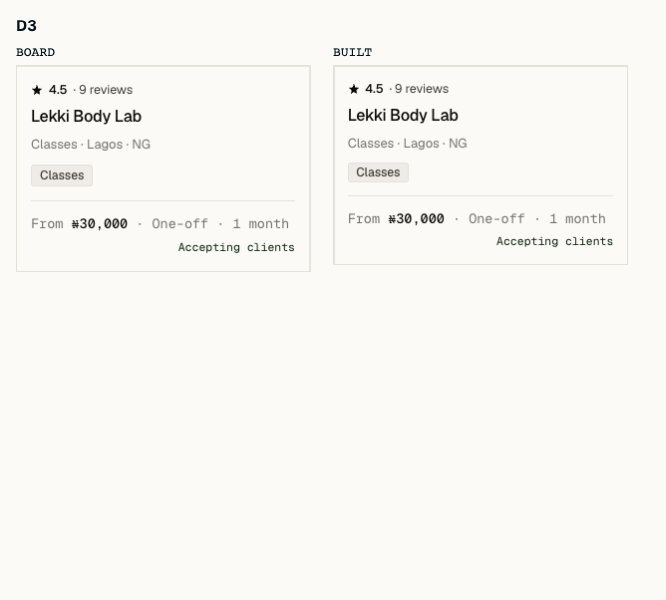 D3
BOARD
★ 4.5 · 9 reviews
Lekki Body Lab
Classes · Lagos · NG
Classes
From ₦30,000 · One-off · 1 month
Accepting clients
BUILT
★ 4.5 · 9 reviews
Lekki Body Lab
Classes · Lagos · NG
Classes
From ₦30,000 · One-off · 1 month
Accepting clients